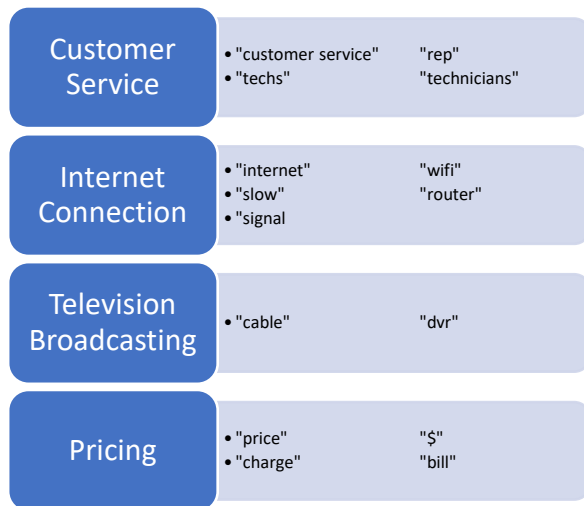 Customer
Service
• "customer service" "rep"
• "techs" "technicians"
Internet
Connection
• "internet" "wifi"
• "slow" "router"
• "signal
Television
Broadcasting
• "cable" "dvr"
Pricing
• "price" "$"
• "charge" "bill"